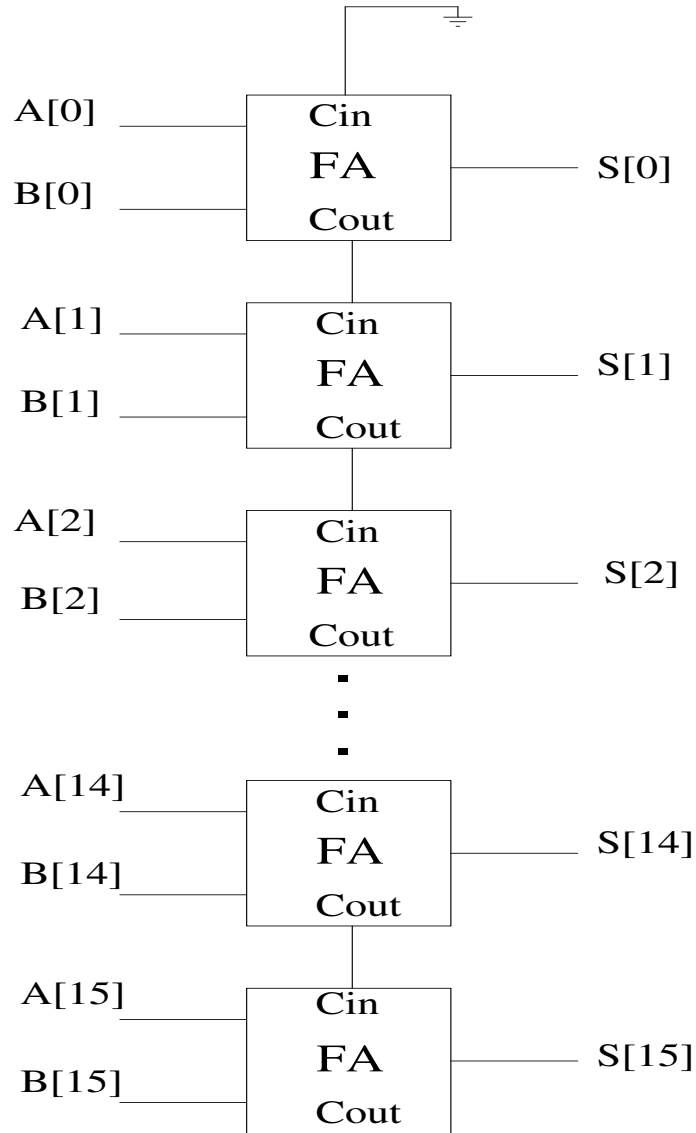 A[0]
Cin
FA
S[0]
B[0]
Cout
A[1]
Cin
FA
S[1]
B[1]
Cout
A[2]
Cin
FA
S[2]
B[2]
Cout
A[14]
Cin
FA
S[14]
B[14]
Cout
A[15]
Cin
FA
S[15]
B[15]
Cout